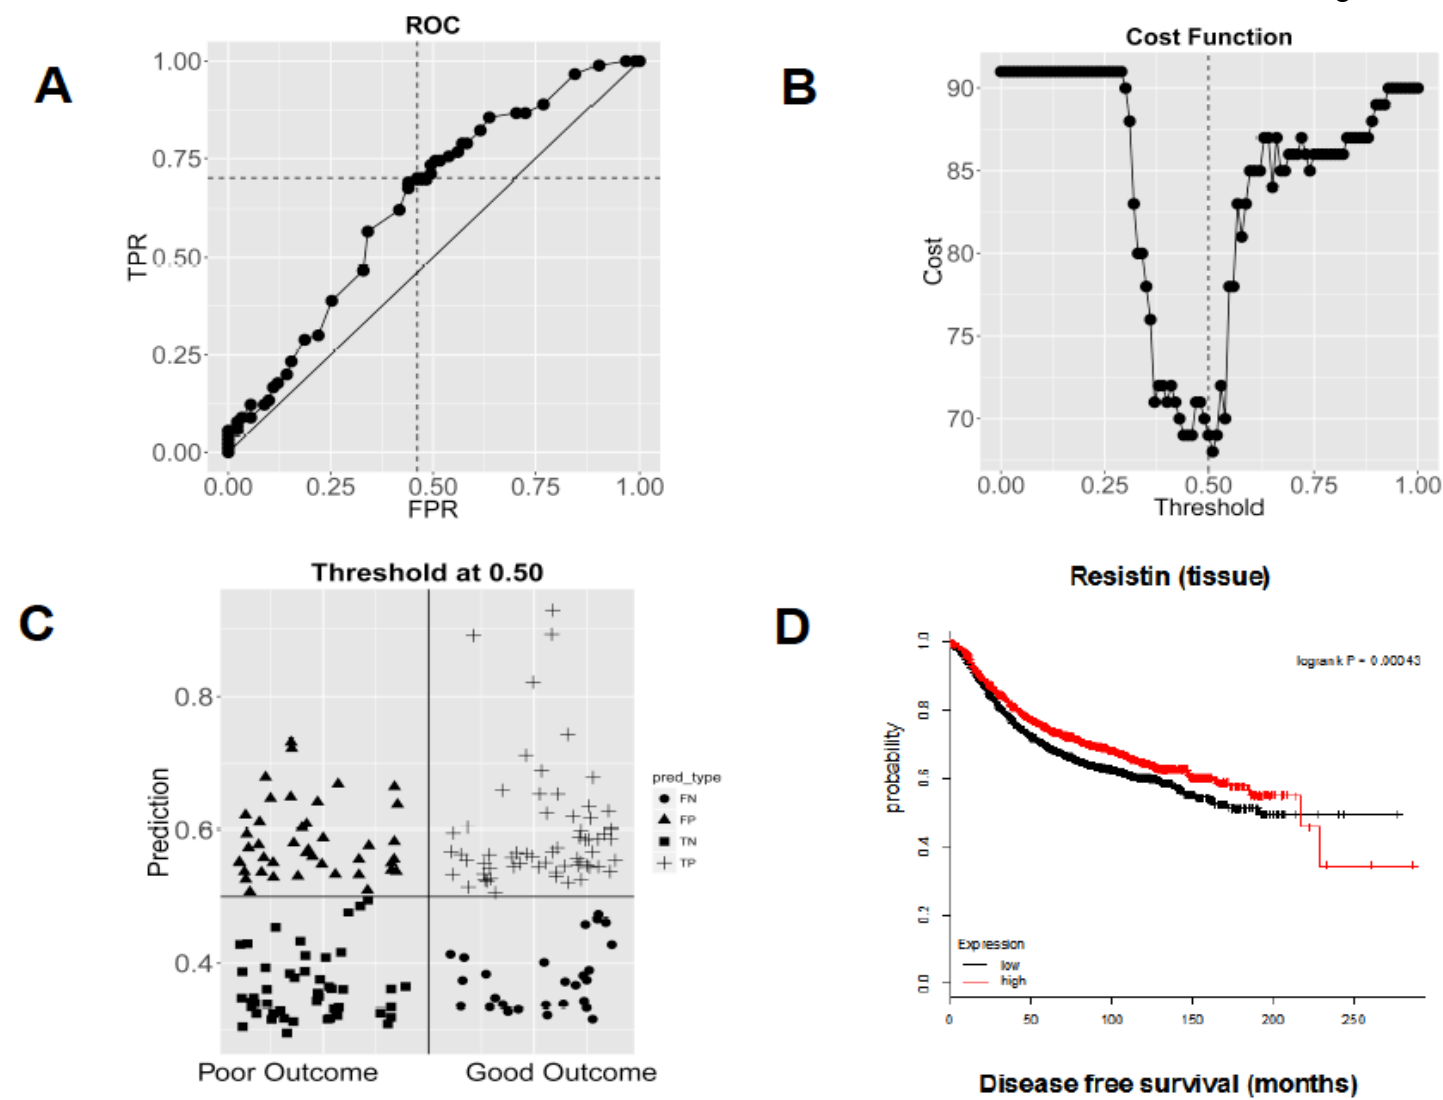 A
ROC
1.00
0.75
0.50
0.25
0.00
TPR
0.00 0.25 0.50 0.75 1.00
FPR
B
Cost Function
90
85
80
75
70
Cost
0.00 0.25 0.50 0.75 1.00
Threshold
C
Threshold at 0.50
0.8
0.6
0.4
Prediction
Poor Outcome Good Outcome
pred_type
FN
FP
TN
TP
D
Resistin (tissue)
logrank P = 0.00043
1.0
0.8
0.6
0.4
0.2
0.0
probability
Expression
low
high
0 50 100 150 200 250
Disease free survival (months)